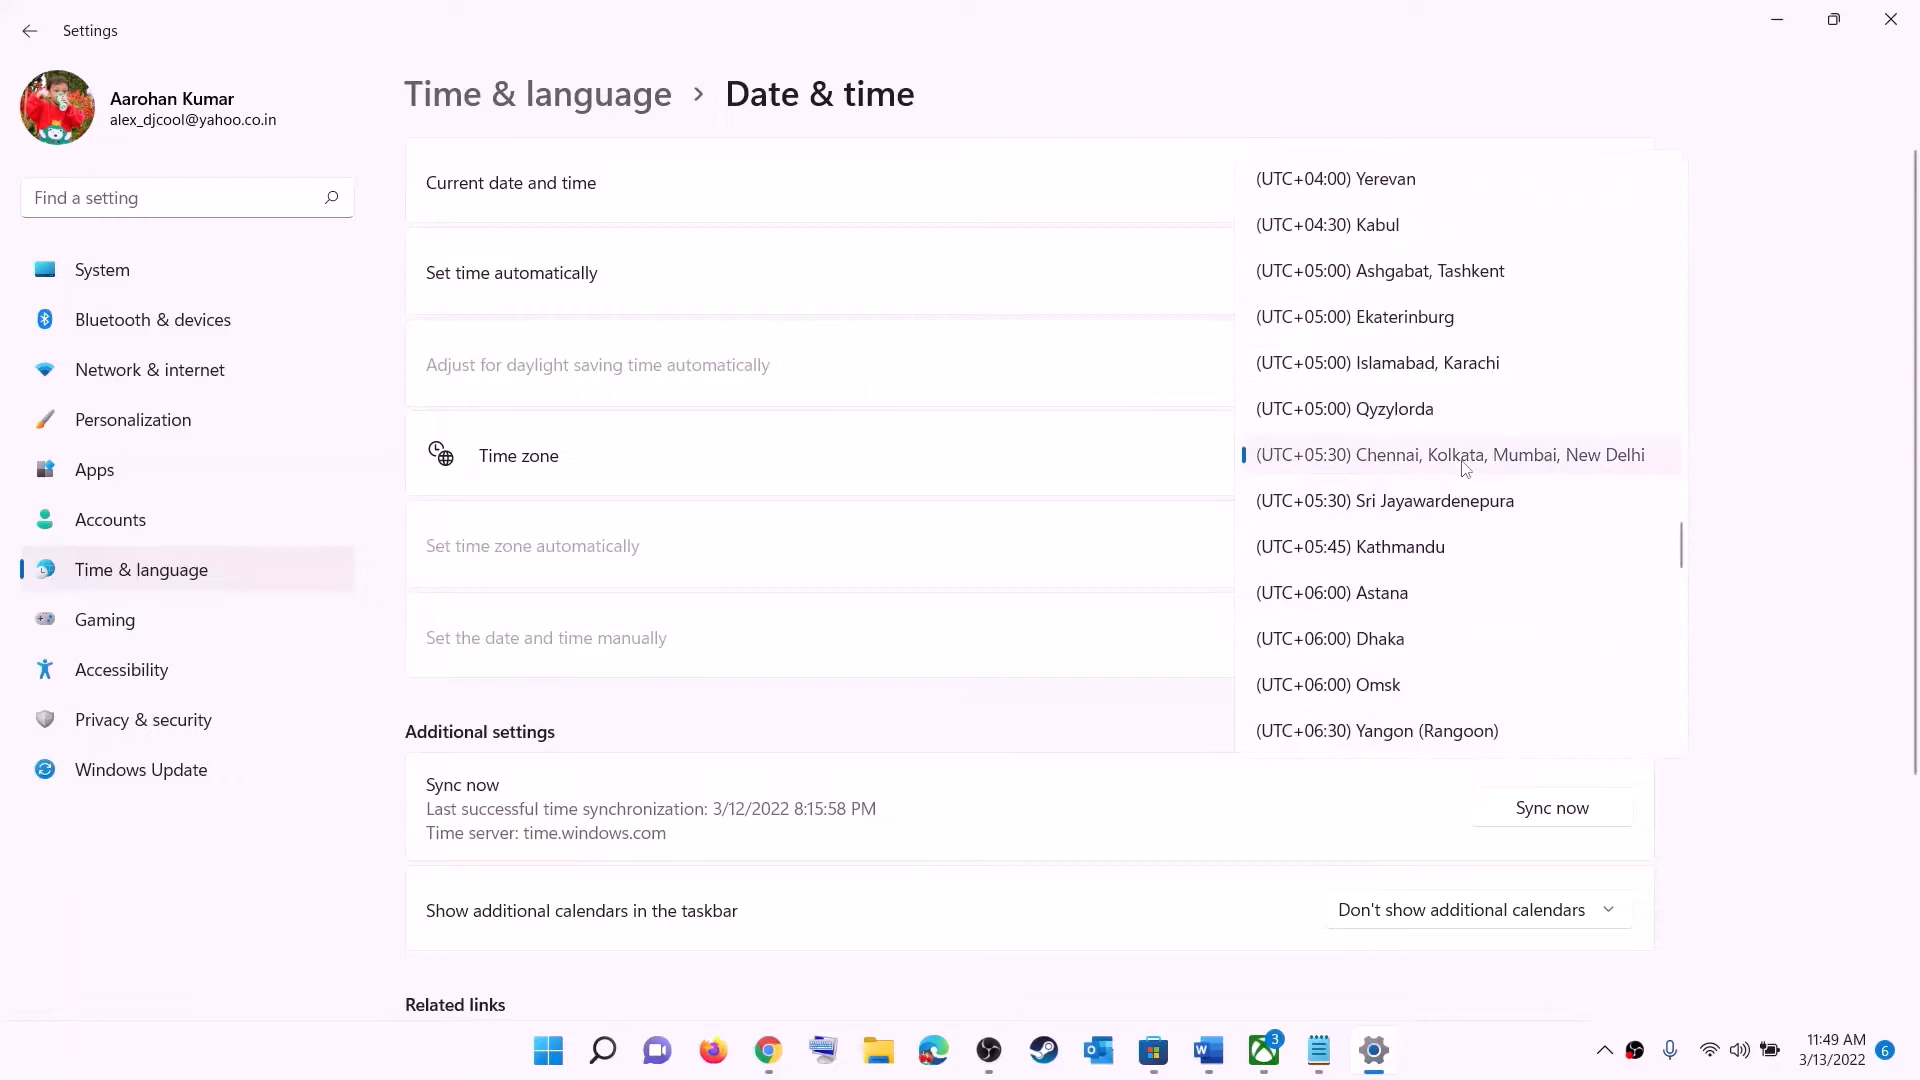 Settings
Aarohan Kumar
alex_djcool@yahoo.co.in
Find a setting
System
Bluetooth & devices
Network & internet
Personalization
Apps
Accounts
Time & language
Gaming
Accessibility
Privacy & security
Windows Update
Time & language > Date & time
Current date and time
Set time automatically
Adjust for daylight saving time automatically
Time zone
Set time zone automatically
Set the date and time manually
(UTC+04:00) Yerevan
(UTC+04:30) Kabul
(UTC+05:00) Ashgabat, Tashkent
(UTC+05:00) Ekaterinburg
(UTC+05:00) Islamabad, Karachi
(UTC+05:00) Qyzylorda
(UTC+05:30) Chennai, Kolkata, Mumbai, New Delhi
(UTC+05:30) Sri Jayawardenepura
(UTC+05:45) Kathmandu
(UTC+06:00) Astana
(UTC+06:00) Dhaka
(UTC+06:00) Omsk
(UTC+06:30) Yangon (Rangoon)
Additional settings
Sync now
Last successful time synchronization: 3/12/2022 8:15:58 PM
Time server: time.windows.com
Sync now
Show additional calendars in the taskbar
Don't show additional calendars
Related links
3
11:49 AM
3/13/2022
6